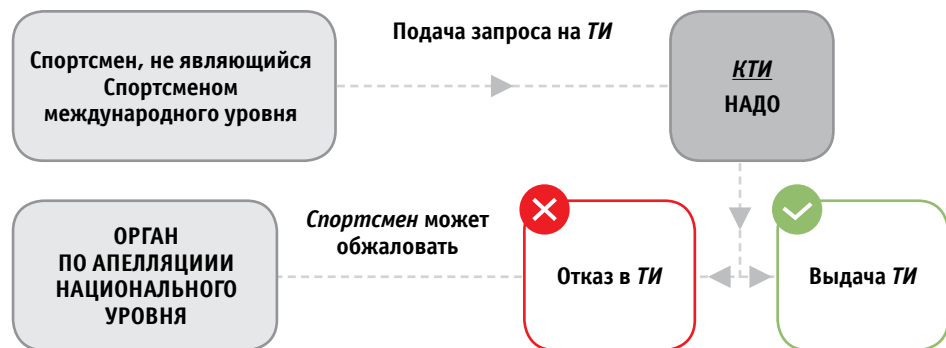 Спортсмен, не являющийся
Спортсменом
международного уровня
Подача запроса на ТИ
КТИ
НАДО
ОРГАН
ПО АПЕЛЛЯЦИИИ
НАЦИОНАЛЬНОГО
УРОВНЯ
Спортсмен может
обжаловать
Отказ в ТИ
Выдача ТИ